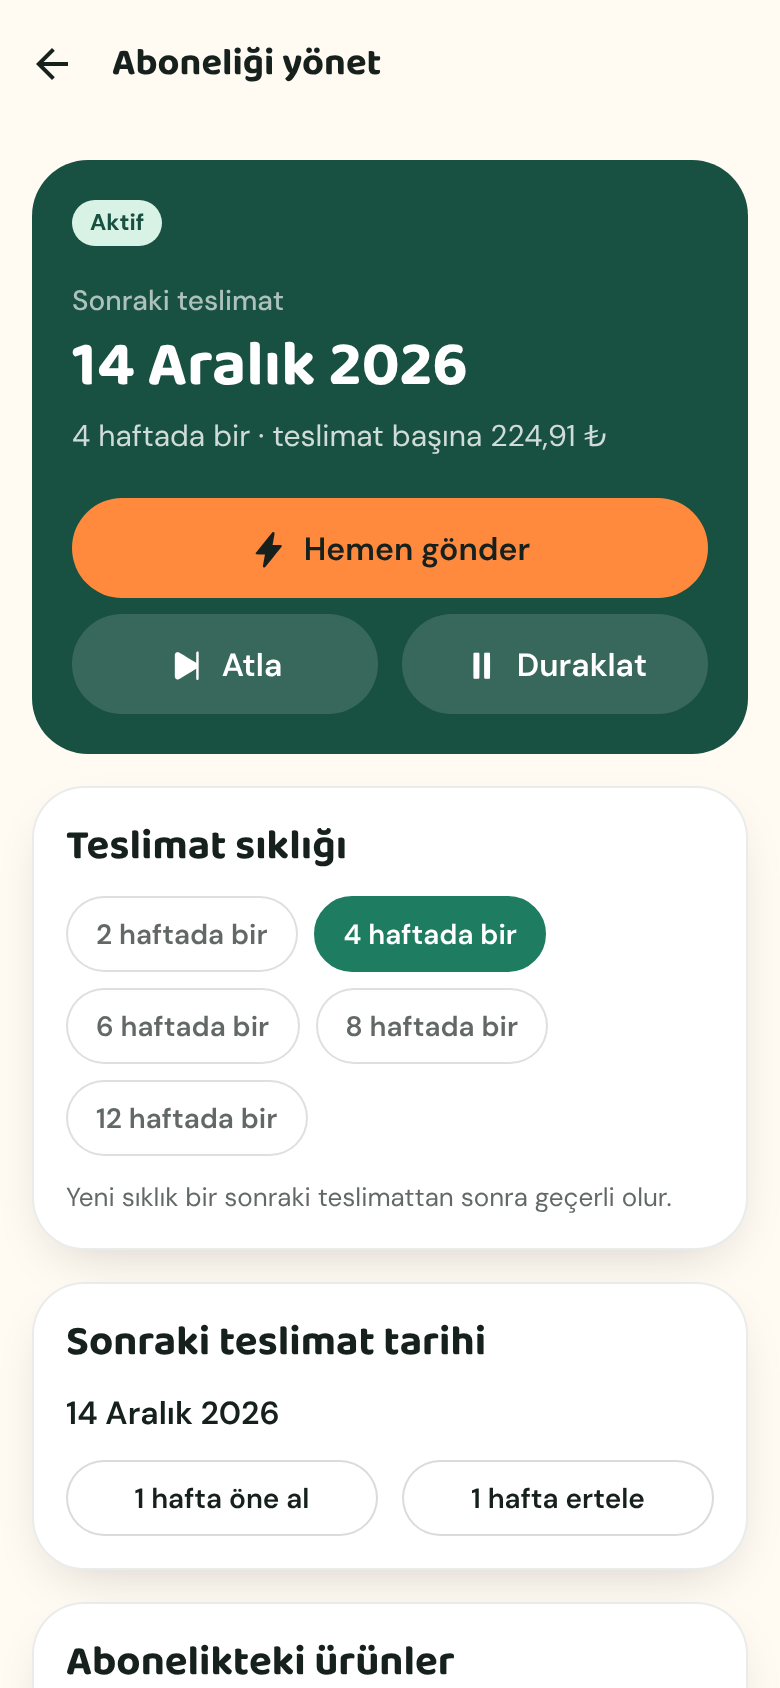 Aboneliği yönet
Aktif
Sonraki teslimat
14 Aralık 2026
4 haftada bir · teslimat başına 224,91 ₺
Hemen gönder
Atla
Duraklat
Teslimat sıklığı
2 haftada bir
4 haftada bir
6 haftada bir
8 haftada bir
12 haftada bir
Yeni sıklık bir sonraki teslimattan sonra geçerli olur.
Sonraki teslimat tarihi
14 Aralık 2026
1 hafta öne al
1 hafta ertele
Abonelikteki ürünler